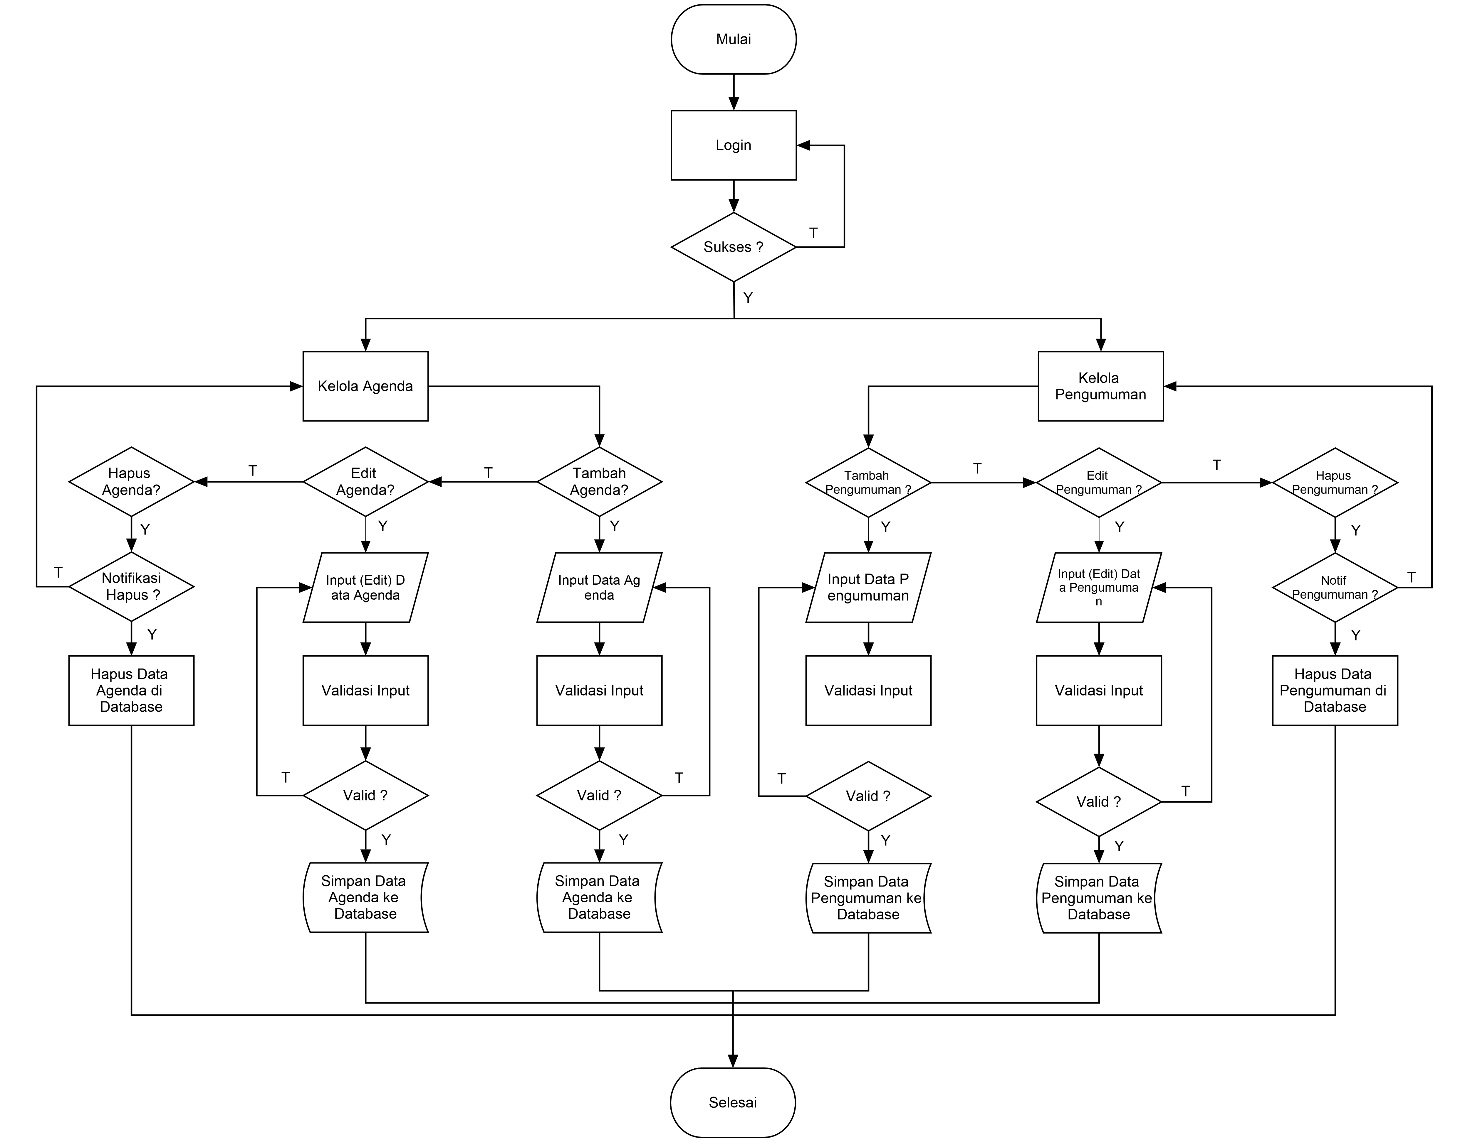 Mulai
Login
Sukses ?
T
Y
Kelola Agenda
Kelola
Pengumuman
Hapus
Agenda?
T
Edit
Agenda?
T
Tambah
Agenda?
Tambah
Pengumuman ?
T
Edit
Pengumuman ?
T
Hapus
Pengumuman ?
Y
Y
Y
Y
Y
Y
T
Notifikasi
Hapus ?
Input (Edit) D
ata Agenda
Input Data Ag
enda
Input Data P
engumuman
Input (Edit) Dat
a Pengumuma
n
Notif
Pengumuman ?
T
Y
Y
Hapus Data
Agenda di
Database
Validasi Input
Validasi Input
Validasi Input
Validasi Input
Hapus Data
Pengumuman di
Database
T
Valid ?
Valid ?
T
T
Valid ?
Valid ?
T
Y
Y
Y
Y
Simpan Data
Agenda ke
Database
Simpan Data
Agenda ke
Database
Simpan Data
Pengumuman ke
Database
Simpan Data
Pengumuman ke
Database
Selesai